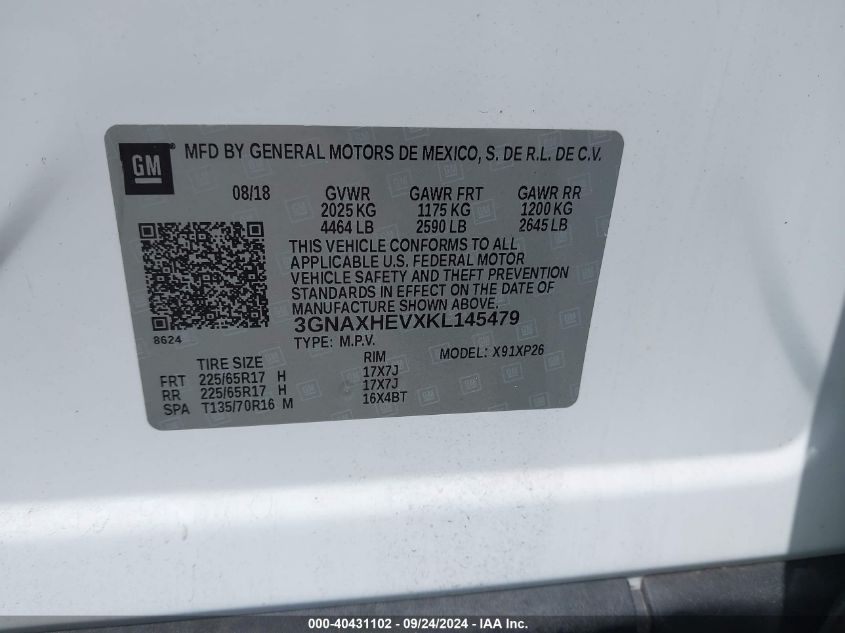 GM MFD BY GENERAL MOTORS DE MEXICO, S. DE R.L. DE C.V.
08/18 GVWR GAWR FRT GAWR RR
2025 KG 1175 KG 1200 KG
4464 LB 2590 LB 2645 LB
THIS VEHICLE CONFORMS TO ALL
APPLICABLE U.S. FEDERAL MOTOR
VEHICLE SAFETY AND THEFT PREVENTION
STANDARDS IN EFFECT ON THE DATE OF
MANUFACTURE SHOWN ABOVE.
3GNAXHEVXKL145479
8624 TYPE: M.P.V. MODEL: X91XP26
TIRE SIZE RIM
FRT 225/65R17 H 17X7J
RR 225/65R17 H 17X7J
SPA T135/70R16 M 16X4BT
000-40431102 - 09/24/2024 - IAA Inc.